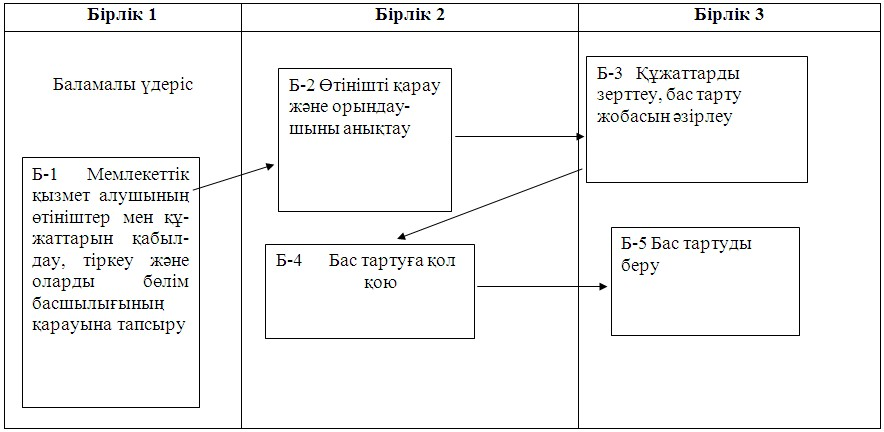 Бірлік 1
Бірлік 2
Бірлік 3
Баламалы үдеріс
Б-1 Мемлекеттік
қызмет алушының
өтініштер мен құ-
жаттарын қабыл-
дау, тіркеу және
оларды бөлім
басшылығының
қарауына тапсыру
Б-2 Өтінішті қарау
және орындау-
шыны анықтау
Б-3 Құжаттарды
зерттеу, бас тарту
жобасын әзірлеу
Б-4 Бас тартуға қол
қою
Б-5 Бас тартуды
беру